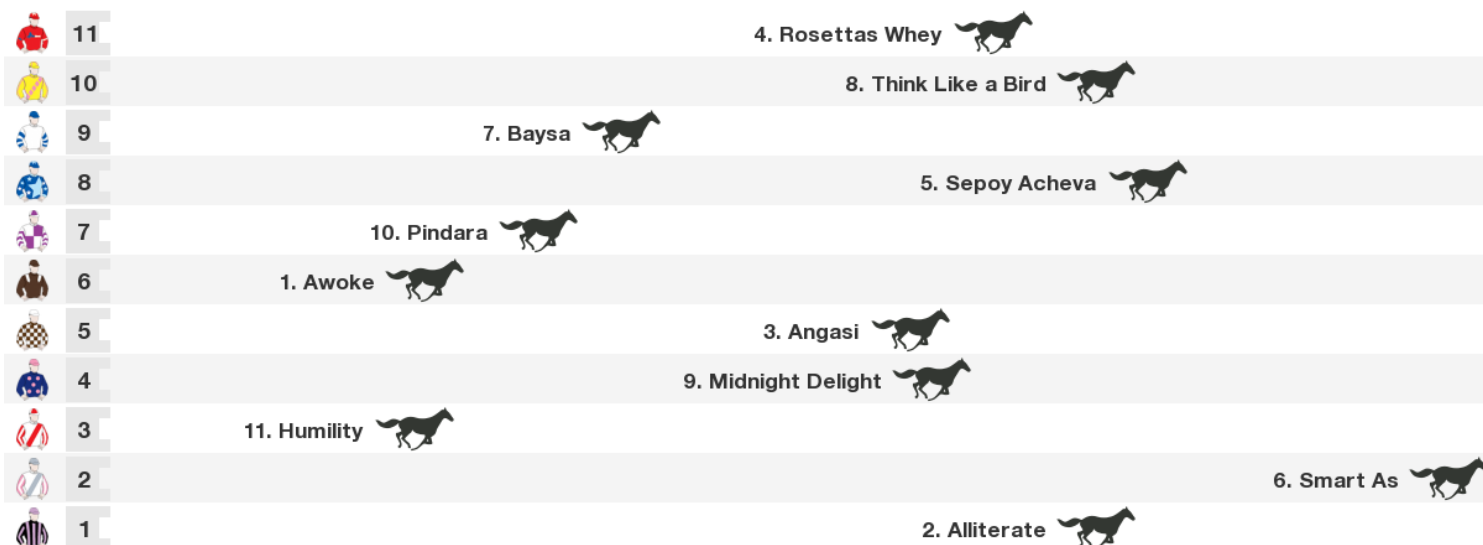 11 4. Rosettas Whey
10 8. Think Like a Bird
9 7. Baysa
8 5. Sepoy Acheva
7 10. Pindara
6 1. Awoke
5 3. Angasi
4 9. Midnight Delight
3 11. Humility
2 6. Smart As
1 2. Alliterate